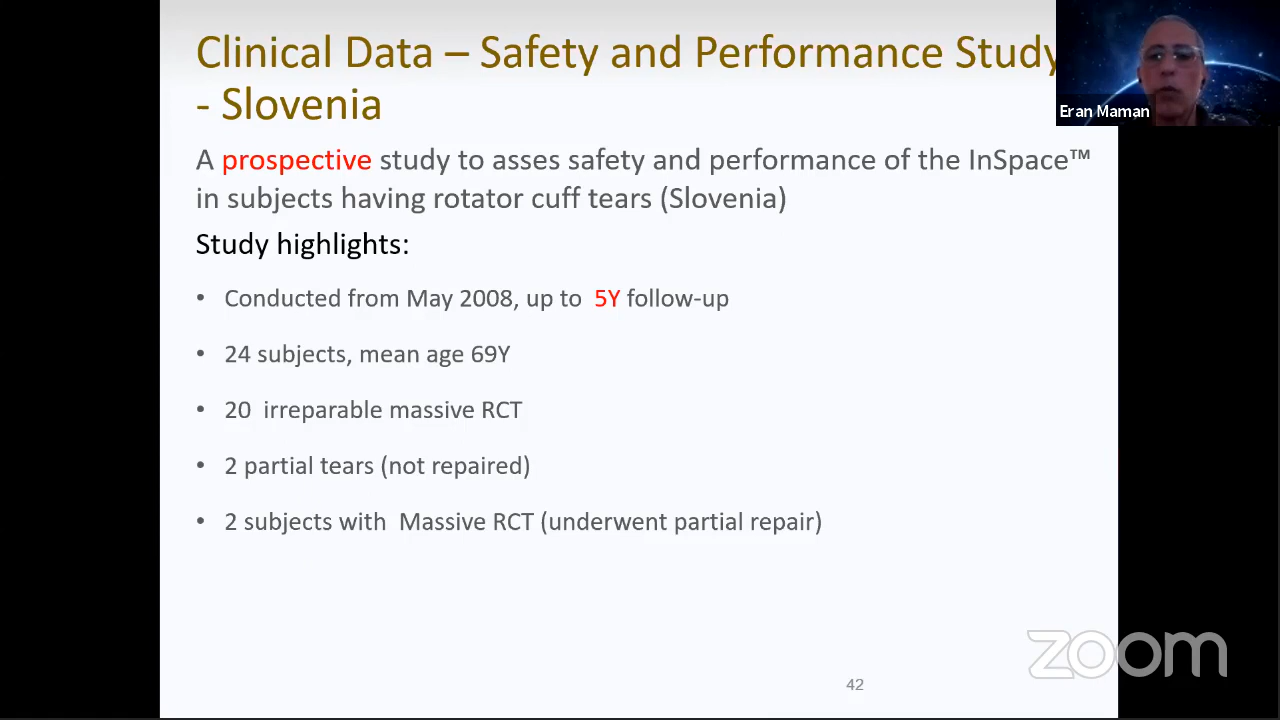 Clinical Data – Safety and Performance Study
- Slovenia
Eran Maman
A prospective study to asses safety and performance of the InSpace™
in subjects having rotator cuff tears (Slovenia)
Study highlights:
• Conducted from May 2008, up to 5Y follow-up
• 24 subjects, mean age 69Y
• 20 irreparable massive RCT
• 2 partial tears (not repaired)
• 2 subjects with Massive RCT (underwent partial repair)
zoom
42